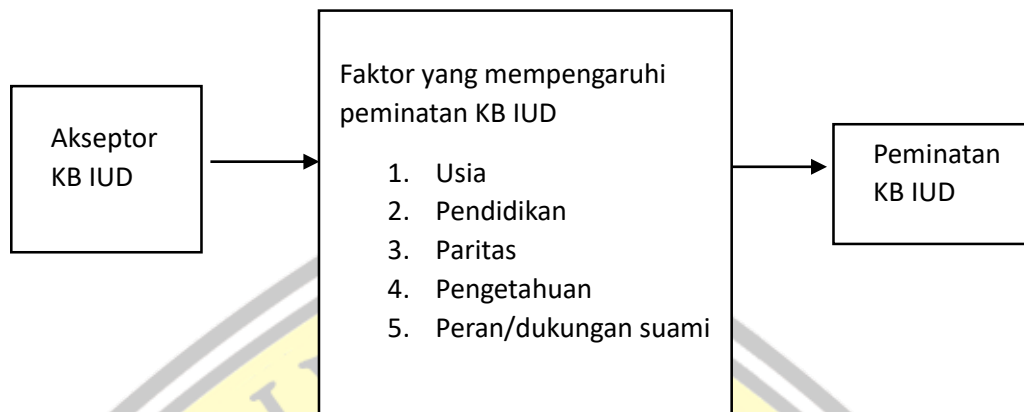 Akseptor
KB IUD
Faktor yang mempengaruhi
peminatan KB IUD
1. Usia
2. Pendidikan
3. Paritas
4. Pengetahuan
5. Peran/dukungan suami
Peminatan
KB IUD